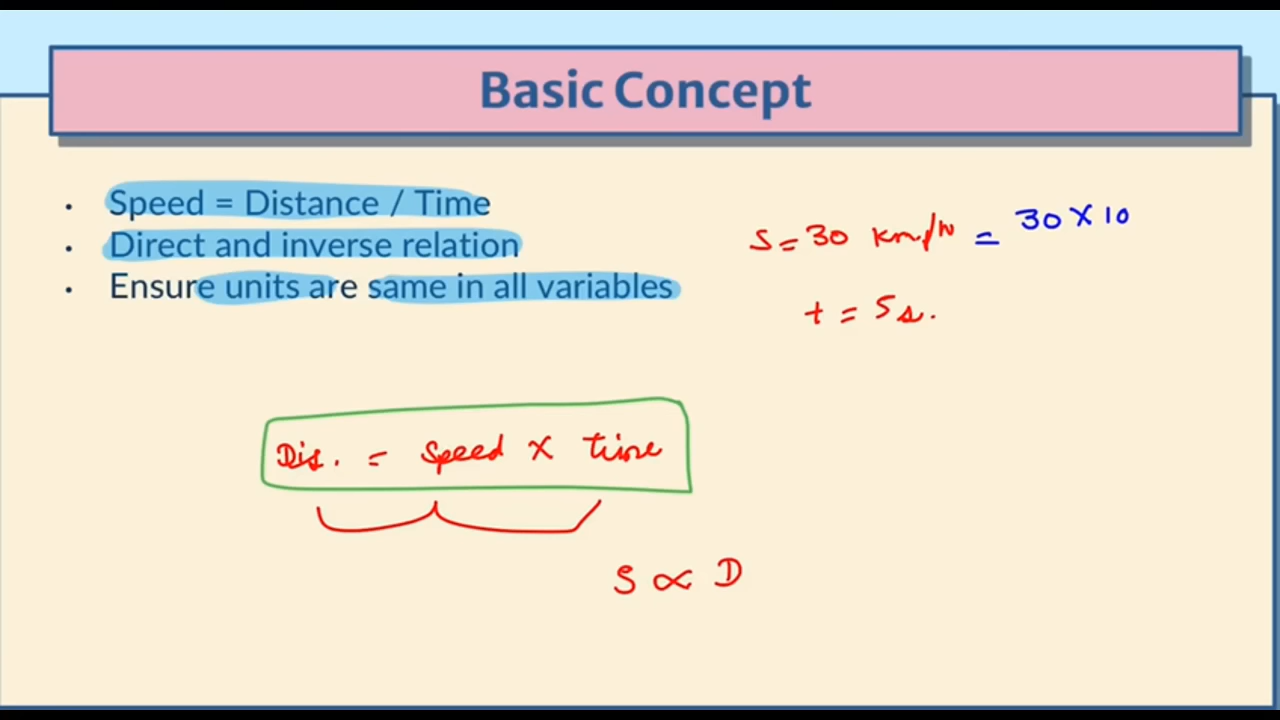 Basic Concept
• Speed = Distance / Time
• Direct and inverse relation
• Ensure units are same in all variables
S = 30 km/h = 30 × 10
t = 5s.
Dis. = Speed × time
S ∝ D